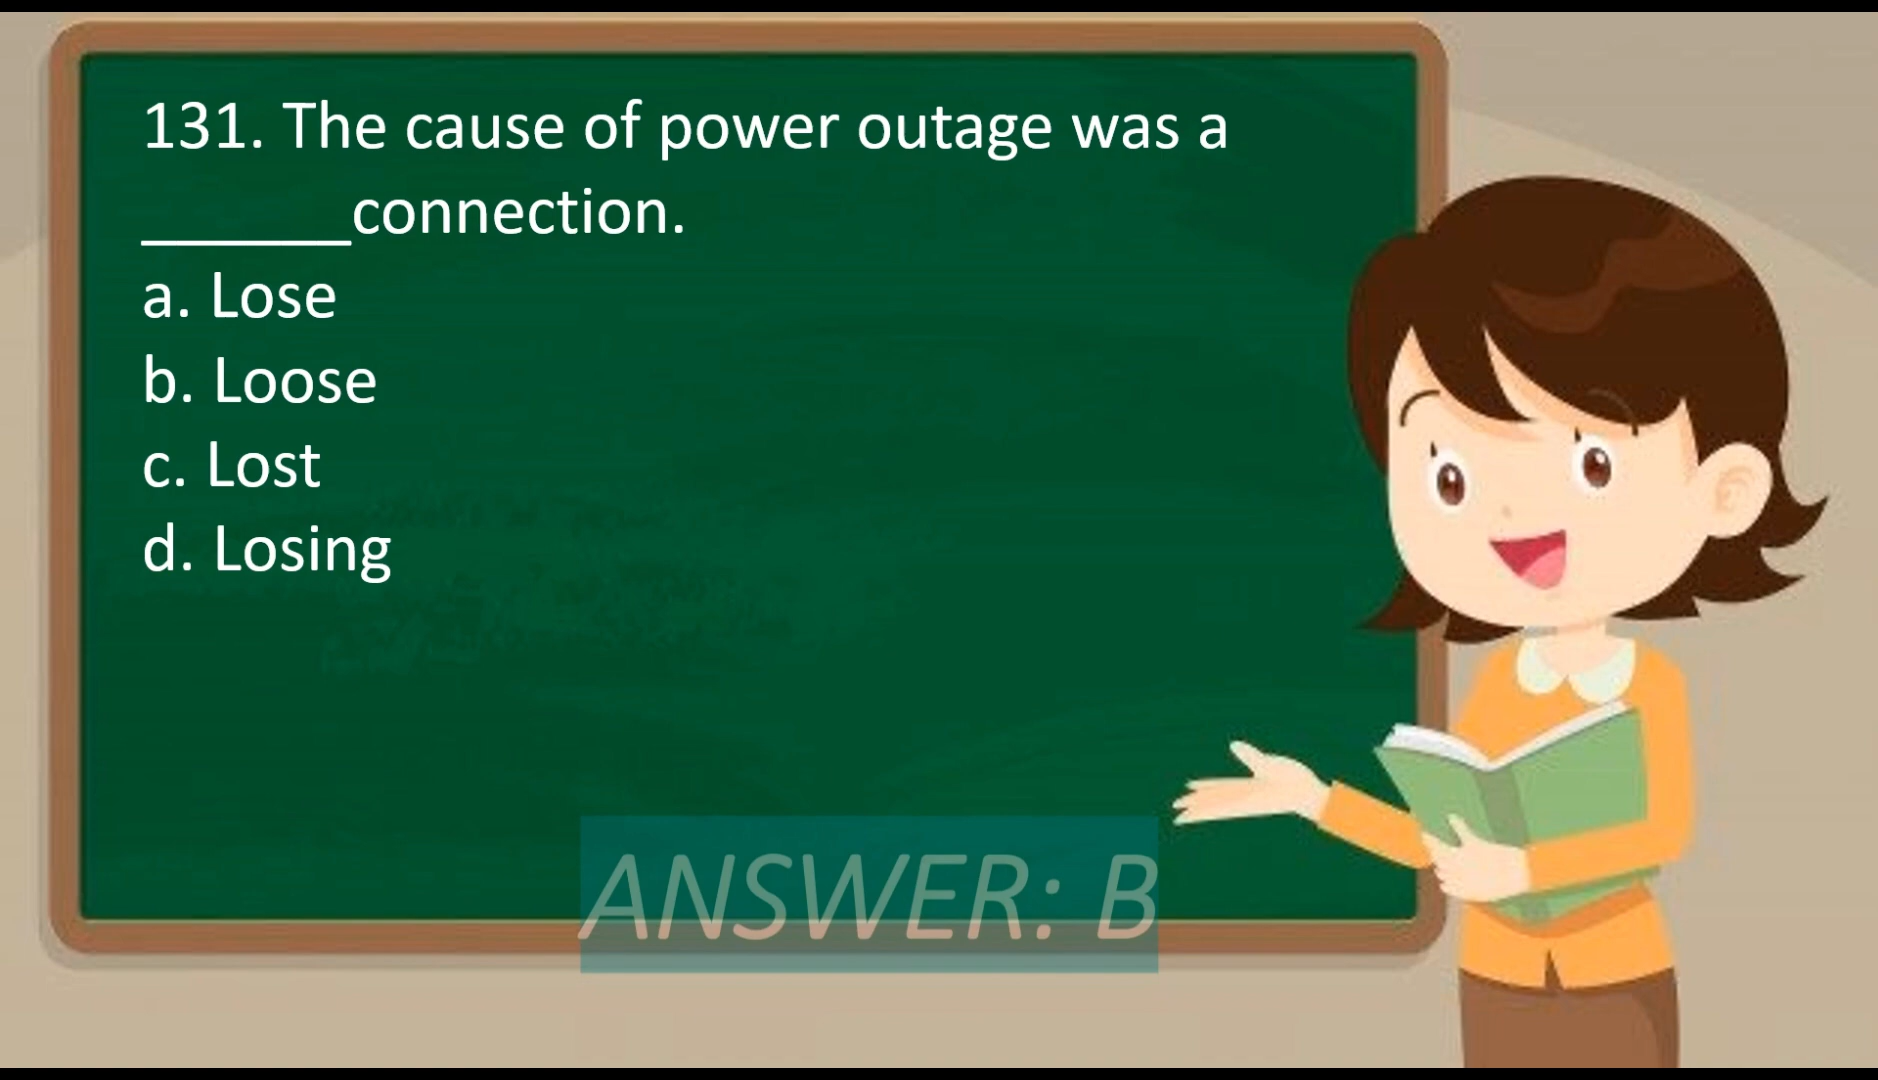 131. The cause of power outage was a
______connection.
a. Lose
b. Loose
c. Lost
d. Losing
ANSWER: B